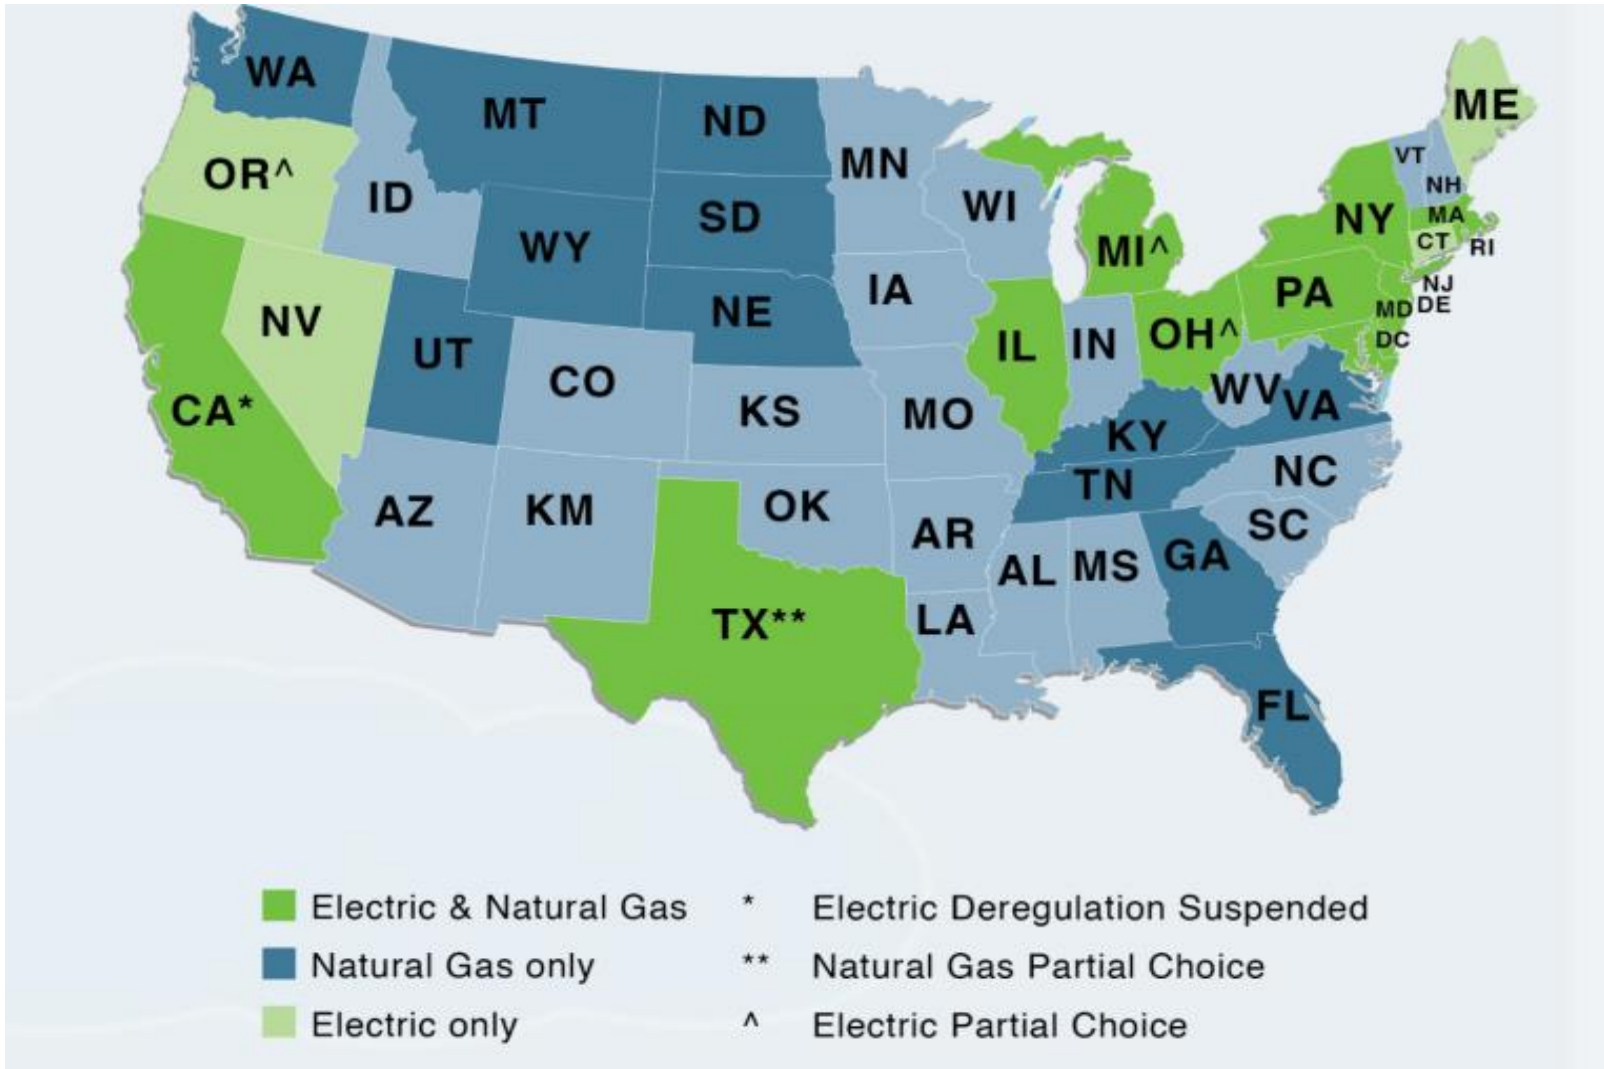 WA
MT
ND
MN
ME
OR^
ID
SD
WI
VT
NH
WY
MI^
NY
MA
CT
RI
NV
NE
IA
PA
NJ
MD
DE
UT
IL
IN
OH^
DC
CO
CA*
KS
MO
WV
VA
KY
AZ
KM
OK
TN
NC
AR
SC
AL
MS
GA
TX**
LA
FL
Electric & Natural Gas
* Electric Deregulation Suspended
Natural Gas only
** Natural Gas Partial Choice
Electric only
^ Electric Partial Choice